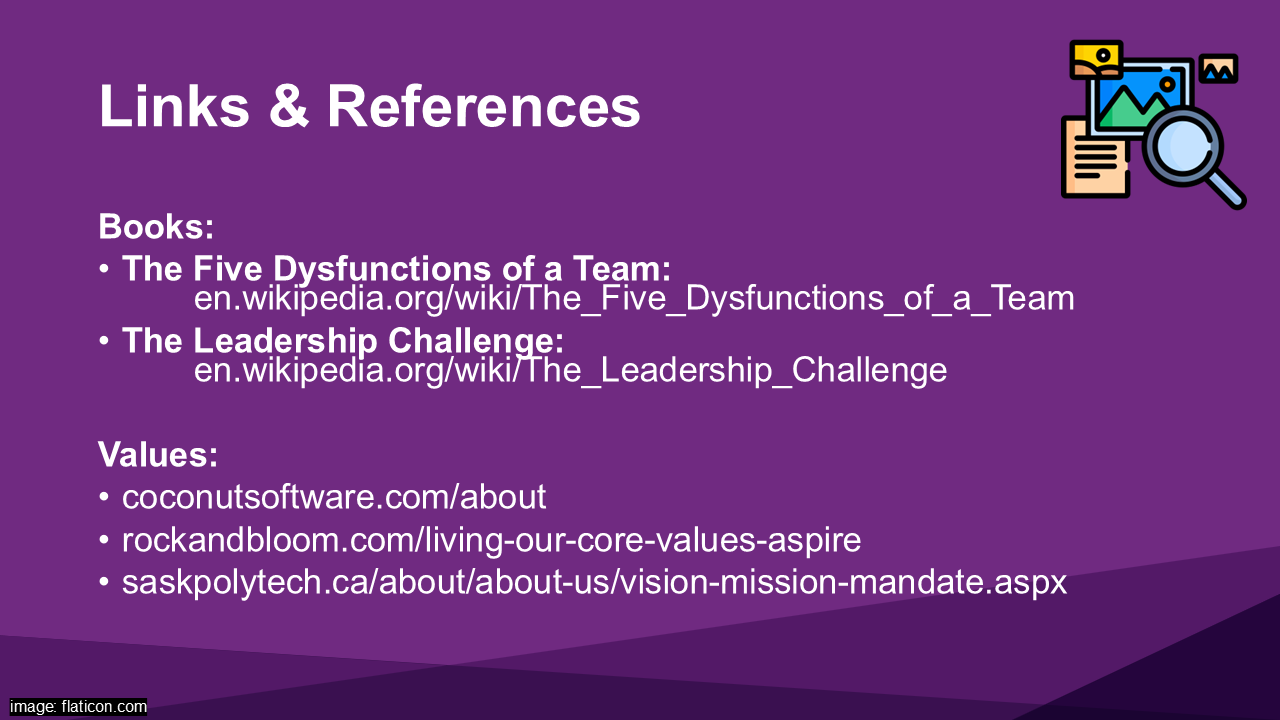 Links & References
Books:
• The Five Dysfunctions of a Team:
en.wikipedia.org/wiki/The_Five_Dysfunctions_of_a_Team
• The Leadership Challenge:
en.wikipedia.org/wiki/The_Leadership_Challenge
Values:
• coconutsoftware.com/about
• rockandbloom.com/living-our-core-values-aspire
• saskpolytech.ca/about/about-us/vision-mission-mandate.aspx
image: flaticon.com